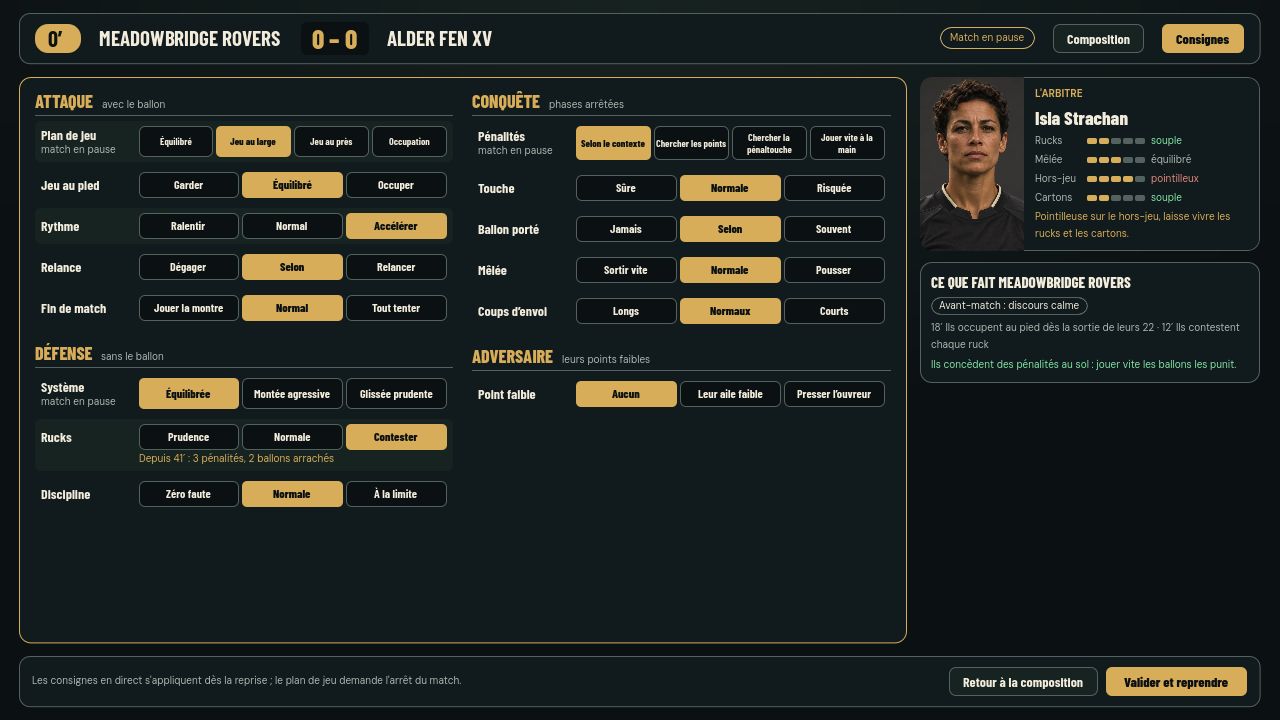 0' MEADOWBRIDGE ROVERS 0 – 0 ALDER FEN XV Match en pause Composition Consignes
ATTAQUE avec le ballon
Plan de jeu
match en pause
Équilibré Jeu au large Jeu au près Occupation
Jeu au pied Garder Équilibré Occuper
Rythme Ralentir Normal Accélérer
Relance Dégager Selon Relancer
Fin de match Jouer la montre Normal Tout tenter
DÉFENSE sans le ballon
Système
match en pause
Équilibrée Montée agressive Glissée prudente
Rucks Prudence Normale Contester
Depuis 41' : 3 pénalités, 2 ballons arrachés
Discipline Zéro faute Normale À la limite
CONQUÊTE phases arrêtées
Pénalités
match en pause
Selon le contexte Chercher les points Chercher la
pénaltouche
Jouer vite à la
main
Touche Sûre Normale Risquée
Ballon porté Jamais Selon Souvent
Mêlée Sortir vite Normale Pousser
Coups d'envoi Longs Normaux Courts
ADVERSAIRE leurs points faibles
Point faible Aucun Leur aile faible Presser l'ouvreur
L'ARBITRE
Isla Strachan
Rucks souple
Mêlée équilibré
Hors-jeu pointilleux
Cartons souple
Pointilleuse sur le hors-jeu, laisse vivre les
rucks et les cartons.
CE QUE FAIT MEADOWBRIDGE ROVERS
Avant-match : discours calme
18' Ils occupent au pied dès la sortie de leurs 22 · 12' Ils contestent
chaque ruck
Ils concèdent des pénalités au sol : jouer vite les ballons les punit.
Les consignes en direct s'appliquent dès la reprise ; le plan de jeu demande l'arrêt du match.
Retour à la composition Valider et reprendre